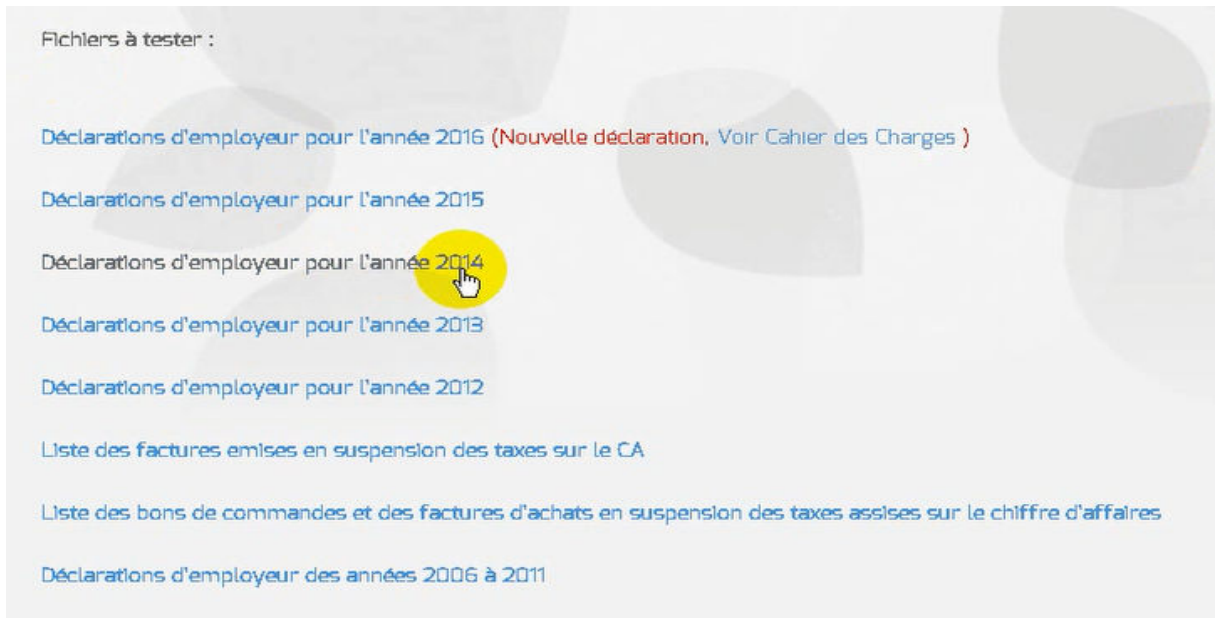 Fichiers à tester :
Déclarations d'employeur pour l'année 2016 (Nouvelle déclaration, Voir Cahier des Charges )
Déclarations d'employeur pour l'année 2015
Déclarations d'employeur pour l'année 2014
Déclarations d'employeur pour l'année 2013
Déclarations d'employeur pour l'année 2012
Liste des factures emises en suspension des taxes sur le CA
Liste des bons de commandes et des factures d'achats en suspension des taxes assises sur le chiffre d'affaires
Déclarations d'employeur des années 2006 à 2011